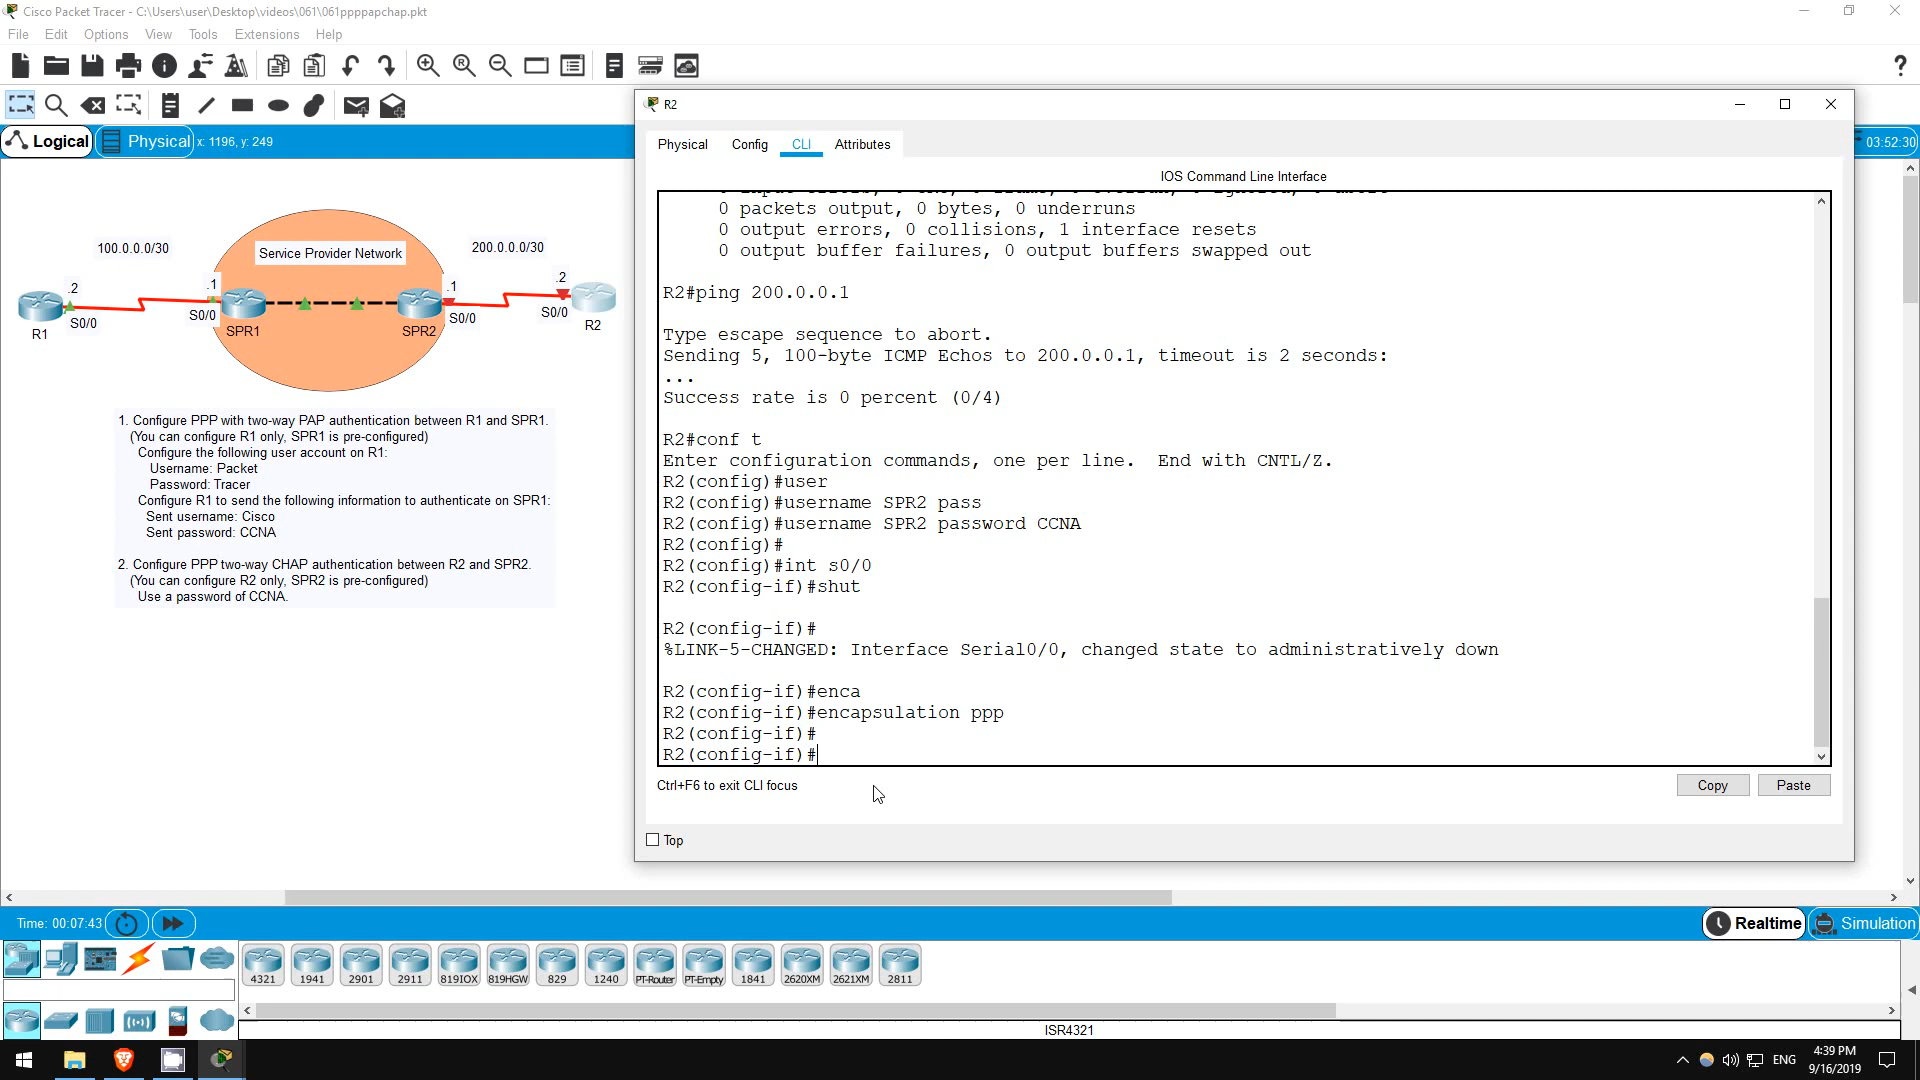 Cisco Packet Tracer - C:\Users\user\Desktop\videos\061\061ppppapchap.pkt
File Edit Options View Tools Extensions Help
Logical Physical x: 1196, y: 249
03:52:30
R2
Physical Config CLI Attributes
IOS Command Line Interface
0 packets output, 0 bytes, 0 underruns
0 output errors, 0 collisions, 1 interface resets
0 output buffer failures, 0 output buffers swapped out
R2#ping 200.0.0.1
Type escape sequence to abort.
Sending 5, 100-byte ICMP Echos to 200.0.0.1, timeout is 2 seconds:
...
Success rate is 0 percent (0/4)
R2#conf t
Enter configuration commands, one per line.  End with CNTL/Z.
R2(config)#user
R2(config)#username SPR2 pass
R2(config)#username SPR2 password CCNA
R2(config)#
R2(config)#int s0/0
R2(config-if)#shut
R2(config-if)#
%LINK-5-CHANGED: Interface Serial0/0, changed state to administratively down
R2(config-if)#enca
R2(config-if)#encapsulation ppp
R2(config-if)#
R2(config-if)#
Ctrl+F6 to exit CLI focus
Copy Paste
Top
100.0.0.0/30
Service Provider Network
200.0.0.0/30
.2 .1 .1 .2
S0/0 S0/0 S0/0 S0/0
R1 SPR1 SPR2 R2
1. Configure PPP with two-way PAP authentication between R1 and SPR1.
(You can configure R1 only, SPR1 is pre-configured)
Configure the following user account on R1:
Username: Packet
Password: Tracer
Configure R1 to send the following information to authenticate on SPR1:
Sent username: Cisco
Sent password: CCNA
2. Configure PPP two-way CHAP authentication between R2 and SPR2.
(You can configure R2 only, SPR2 is pre-configured)
Use a password of CCNA.
Time: 00:07:43
Realtime Simulation
4321 1941 2901 2911 819IOX 819HGW 829 1240 PT-Router PT-Empty 1841 2620XM 2621XM 2811
ISR4321
ENG
4:39 PM
9/16/2019